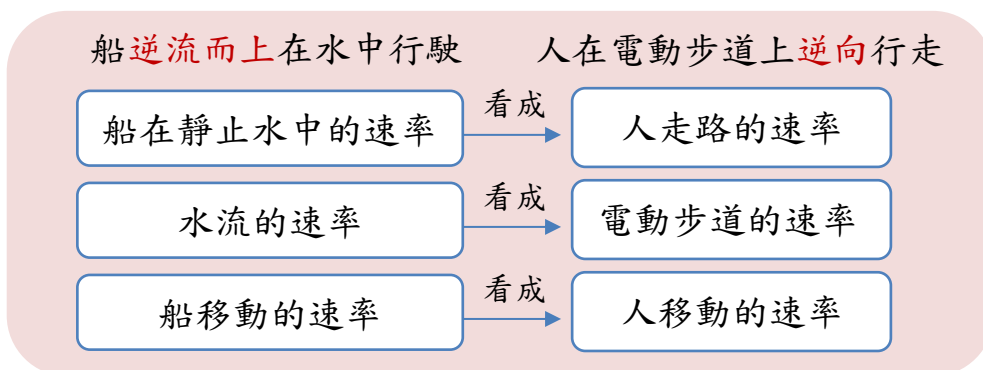 船逆流而上在水中行駛 人在電動步道上逆向行走
船在靜止水中的速率 看成 人走路的速率
水流的速率 看成 電動步道的速率
船移動的速率 看成 人移動的速率